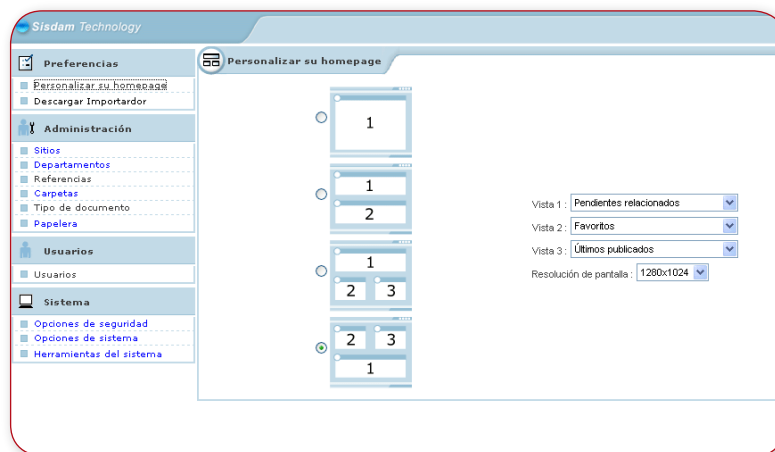 Sisdam Technology
Preferencias
Personalizar su homepage
Descargar Importardor
Administración
Sitios
Departamentos
Referencias
Carpetas
Tipo de documento
Papelera
Usuarios
Usuarios
Sistema
Opciones de seguridad
Opciones de sistema
Herramientas del sistema
Personalizar su homepage
1
1
2
1
2 3
2 3
1
Vista 1 : Pendientes relacionados
Vista 2 : Favoritos
Vista 3 : Últimos publicados
Resolución de pantalla : 1280x1024